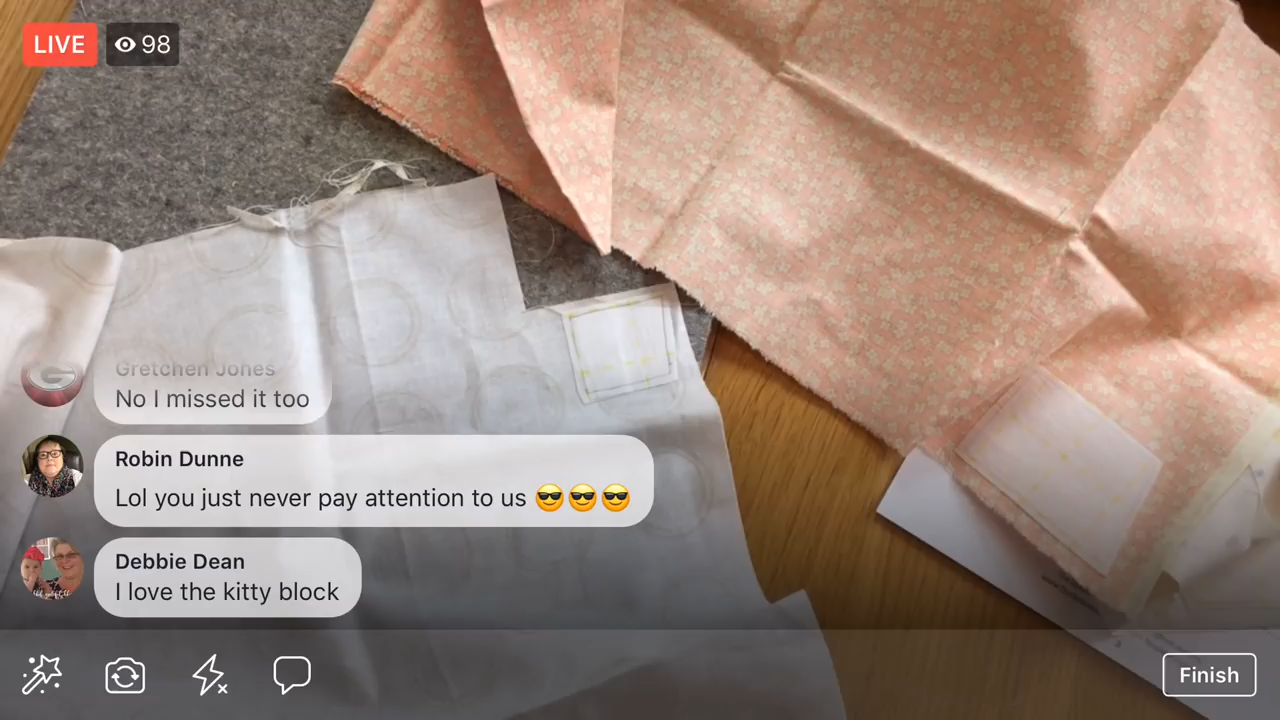 LIVE
98
Gretchen Jones
No I missed it too
Robin Dunne
Lol you just never pay attention to us 😎😎😎
Debbie Dean
I love the kitty block
Finish